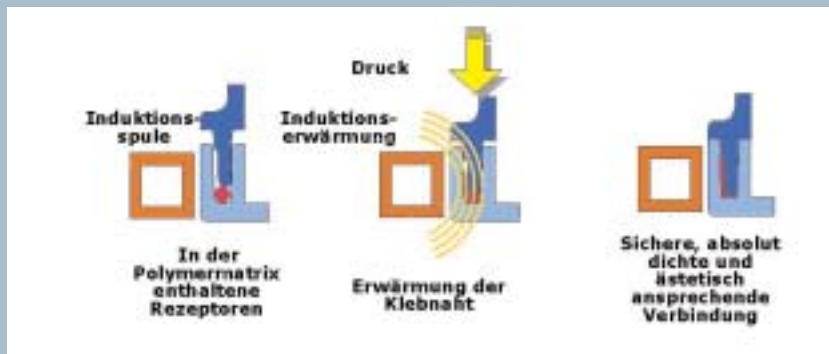 Druck
Induktions-
spule
Induktions-
erwärmung
In der
Polymermatrix
enthaltene
Rezeptoren
Erwärmung der
Klebnaht
Sichere, absolut
dichte und
ästetisch
ansprechende
Verbindung